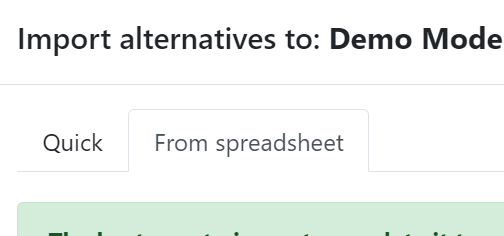 Import alternatives to: Demo Mode
Quick
From spreadsheet